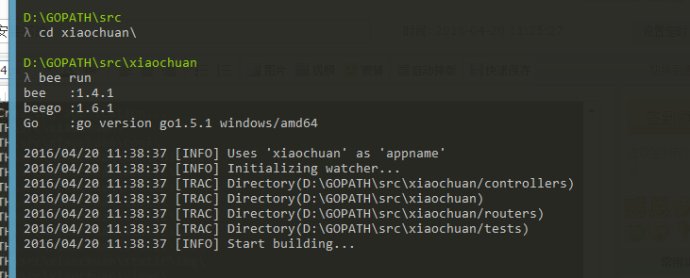 D:\GOPATH\src
λ cd xiaochuan\
D:\GOPATH\src\xiaochuan
λ bee run
bee   :1.4.1
beego :1.6.1
Go    :go version go1.5.1 windows/amd64
2016/04/20 11:38:37 [INFO] Uses 'xiaochuan' as 'appname'
2016/04/20 11:38:37 [INFO] Initializing watcher...
2016/04/20 11:38:37 [TRAC] Directory(D:\GOPATH\src\xiaochuan/controllers)
2016/04/20 11:38:37 [TRAC] Directory(D:\GOPATH\src\xiaochuan)
2016/04/20 11:38:37 [TRAC] Directory(D:\GOPATH\src\xiaochuan/routers)
2016/04/20 11:38:37 [TRAC] Directory(D:\GOPATH\src\xiaochuan/tests)
2016/04/20 11:38:37 [INFO] Start building...